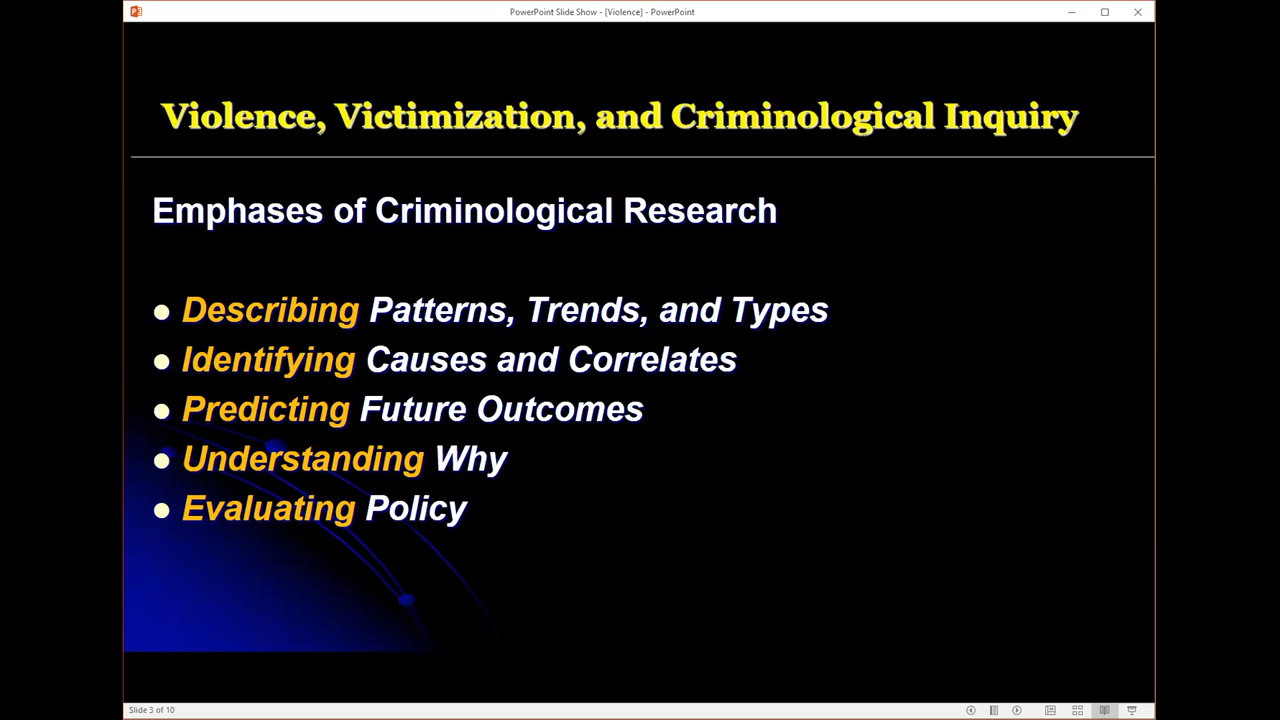 PowerPoint Slide Show - [Violence] - PowerPoint
Violence, Victimization, and Criminological Inquiry
Emphases of Criminological Research
Describing Patterns, Trends, and Types
Identifying Causes and Correlates
Predicting Future Outcomes
Understanding Why
Evaluating Policy
Slide 3 of 10